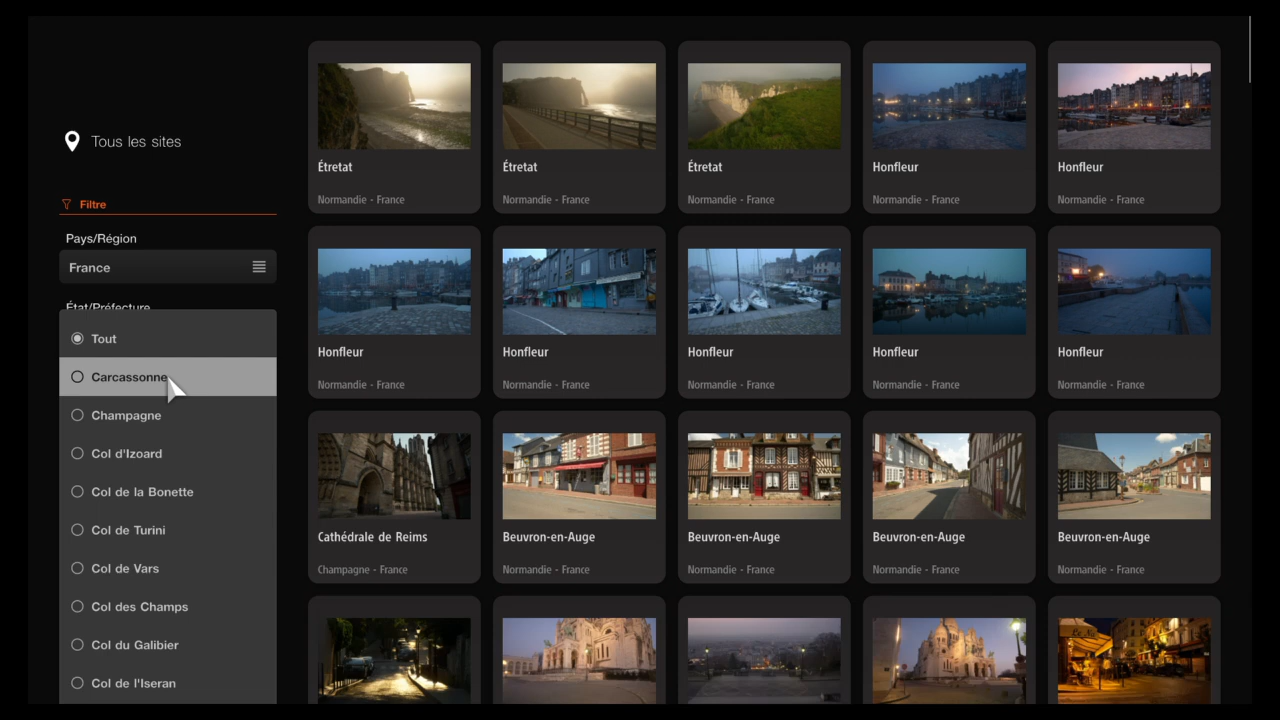 Tous les sites
Filtre
Pays/Région
France
État/Préfecture
Tout
Carcassonne
Champagne
Col d'Izoard
Col de la Bonette
Col de Turini
Col de Vars
Col des Champs
Col du Galibier
Col de l'Iseran
Étretat
Normandie - France
Étretat
Normandie - France
Étretat
Normandie - France
Honfleur
Normandie - France
Honfleur
Normandie - France
Honfleur
Normandie - France
Honfleur
Normandie - France
Honfleur
Normandie - France
Honfleur
Normandie - France
Honfleur
Normandie - France
Cathédrale de Reims
Champagne - France
Beuvron-en-Auge
Normandie - France
Beuvron-en-Auge
Normandie - France
Beuvron-en-Auge
Normandie - France
Beuvron-en-Auge
Normandie - France